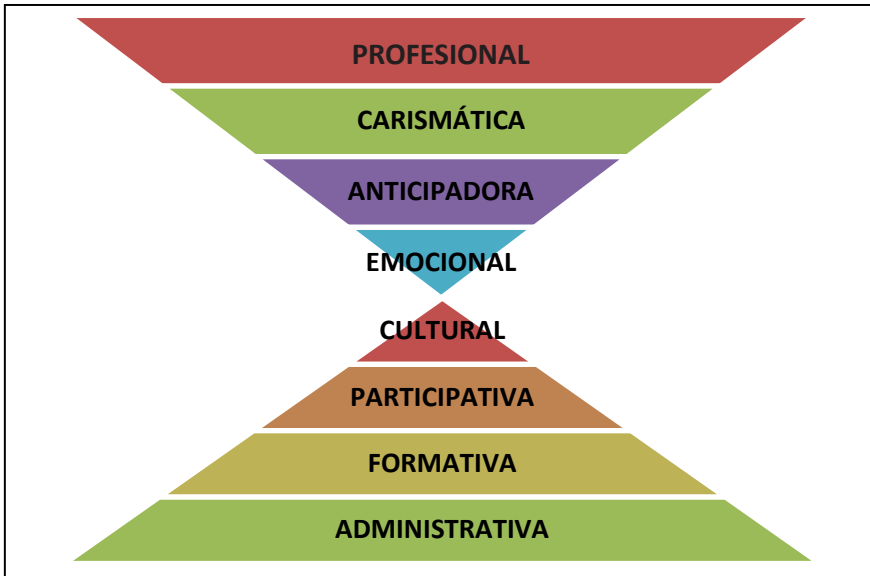 PROFESIONAL
CARISMÁTICA
ANTICIPADORA
EMOCIONAL
CULTURAL
PARTICIPATIVA
FORMATIVA
ADMINISTRATIVA